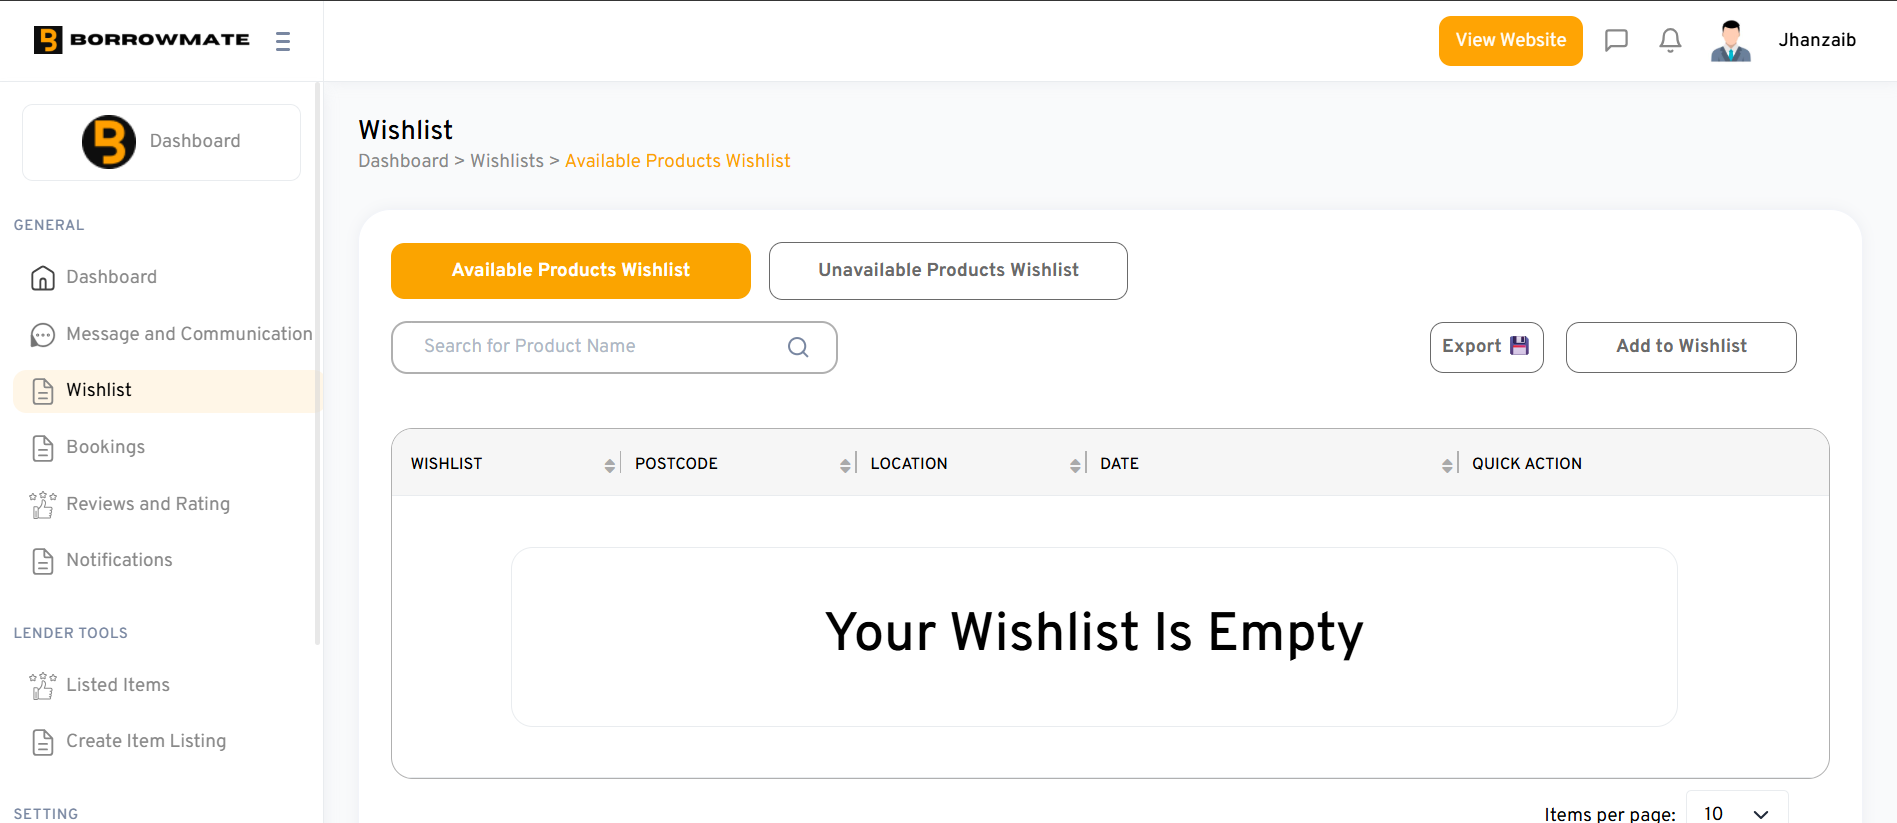 BORROWMATE
View Website
Jhanzaib
Dashboard
GENERAL
Dashboard
Message and Communication
Wishlist
Bookings
Reviews and Rating
Notifications
LENDER TOOLS
Listed Items
Create Item Listing
SETTING
Wishlist
Dashboard > Wishlists > Available Products Wishlist
Available Products Wishlist
Unavailable Products Wishlist
Search for Product Name
Export
Add to Wishlist
WISHLIST POSTCODE LOCATION DATE QUICK ACTION
Your Wishlist Is Empty
Items per page: 10